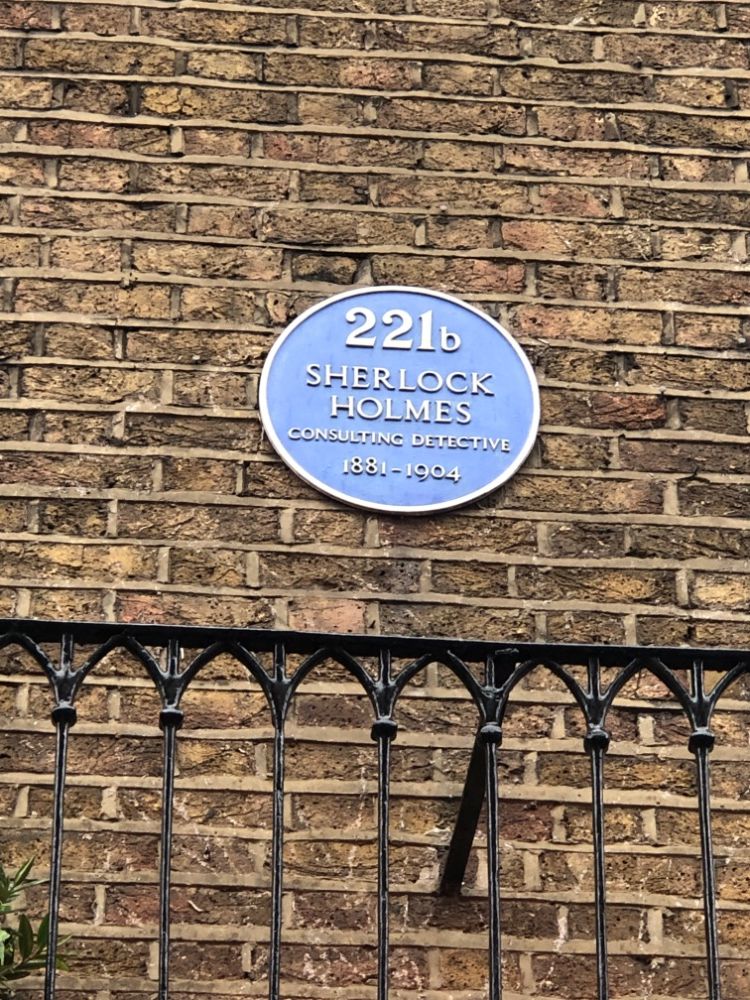 221b
SHERLOCK
HOLMES
CONSULTING DETECTIVE
1881-1904